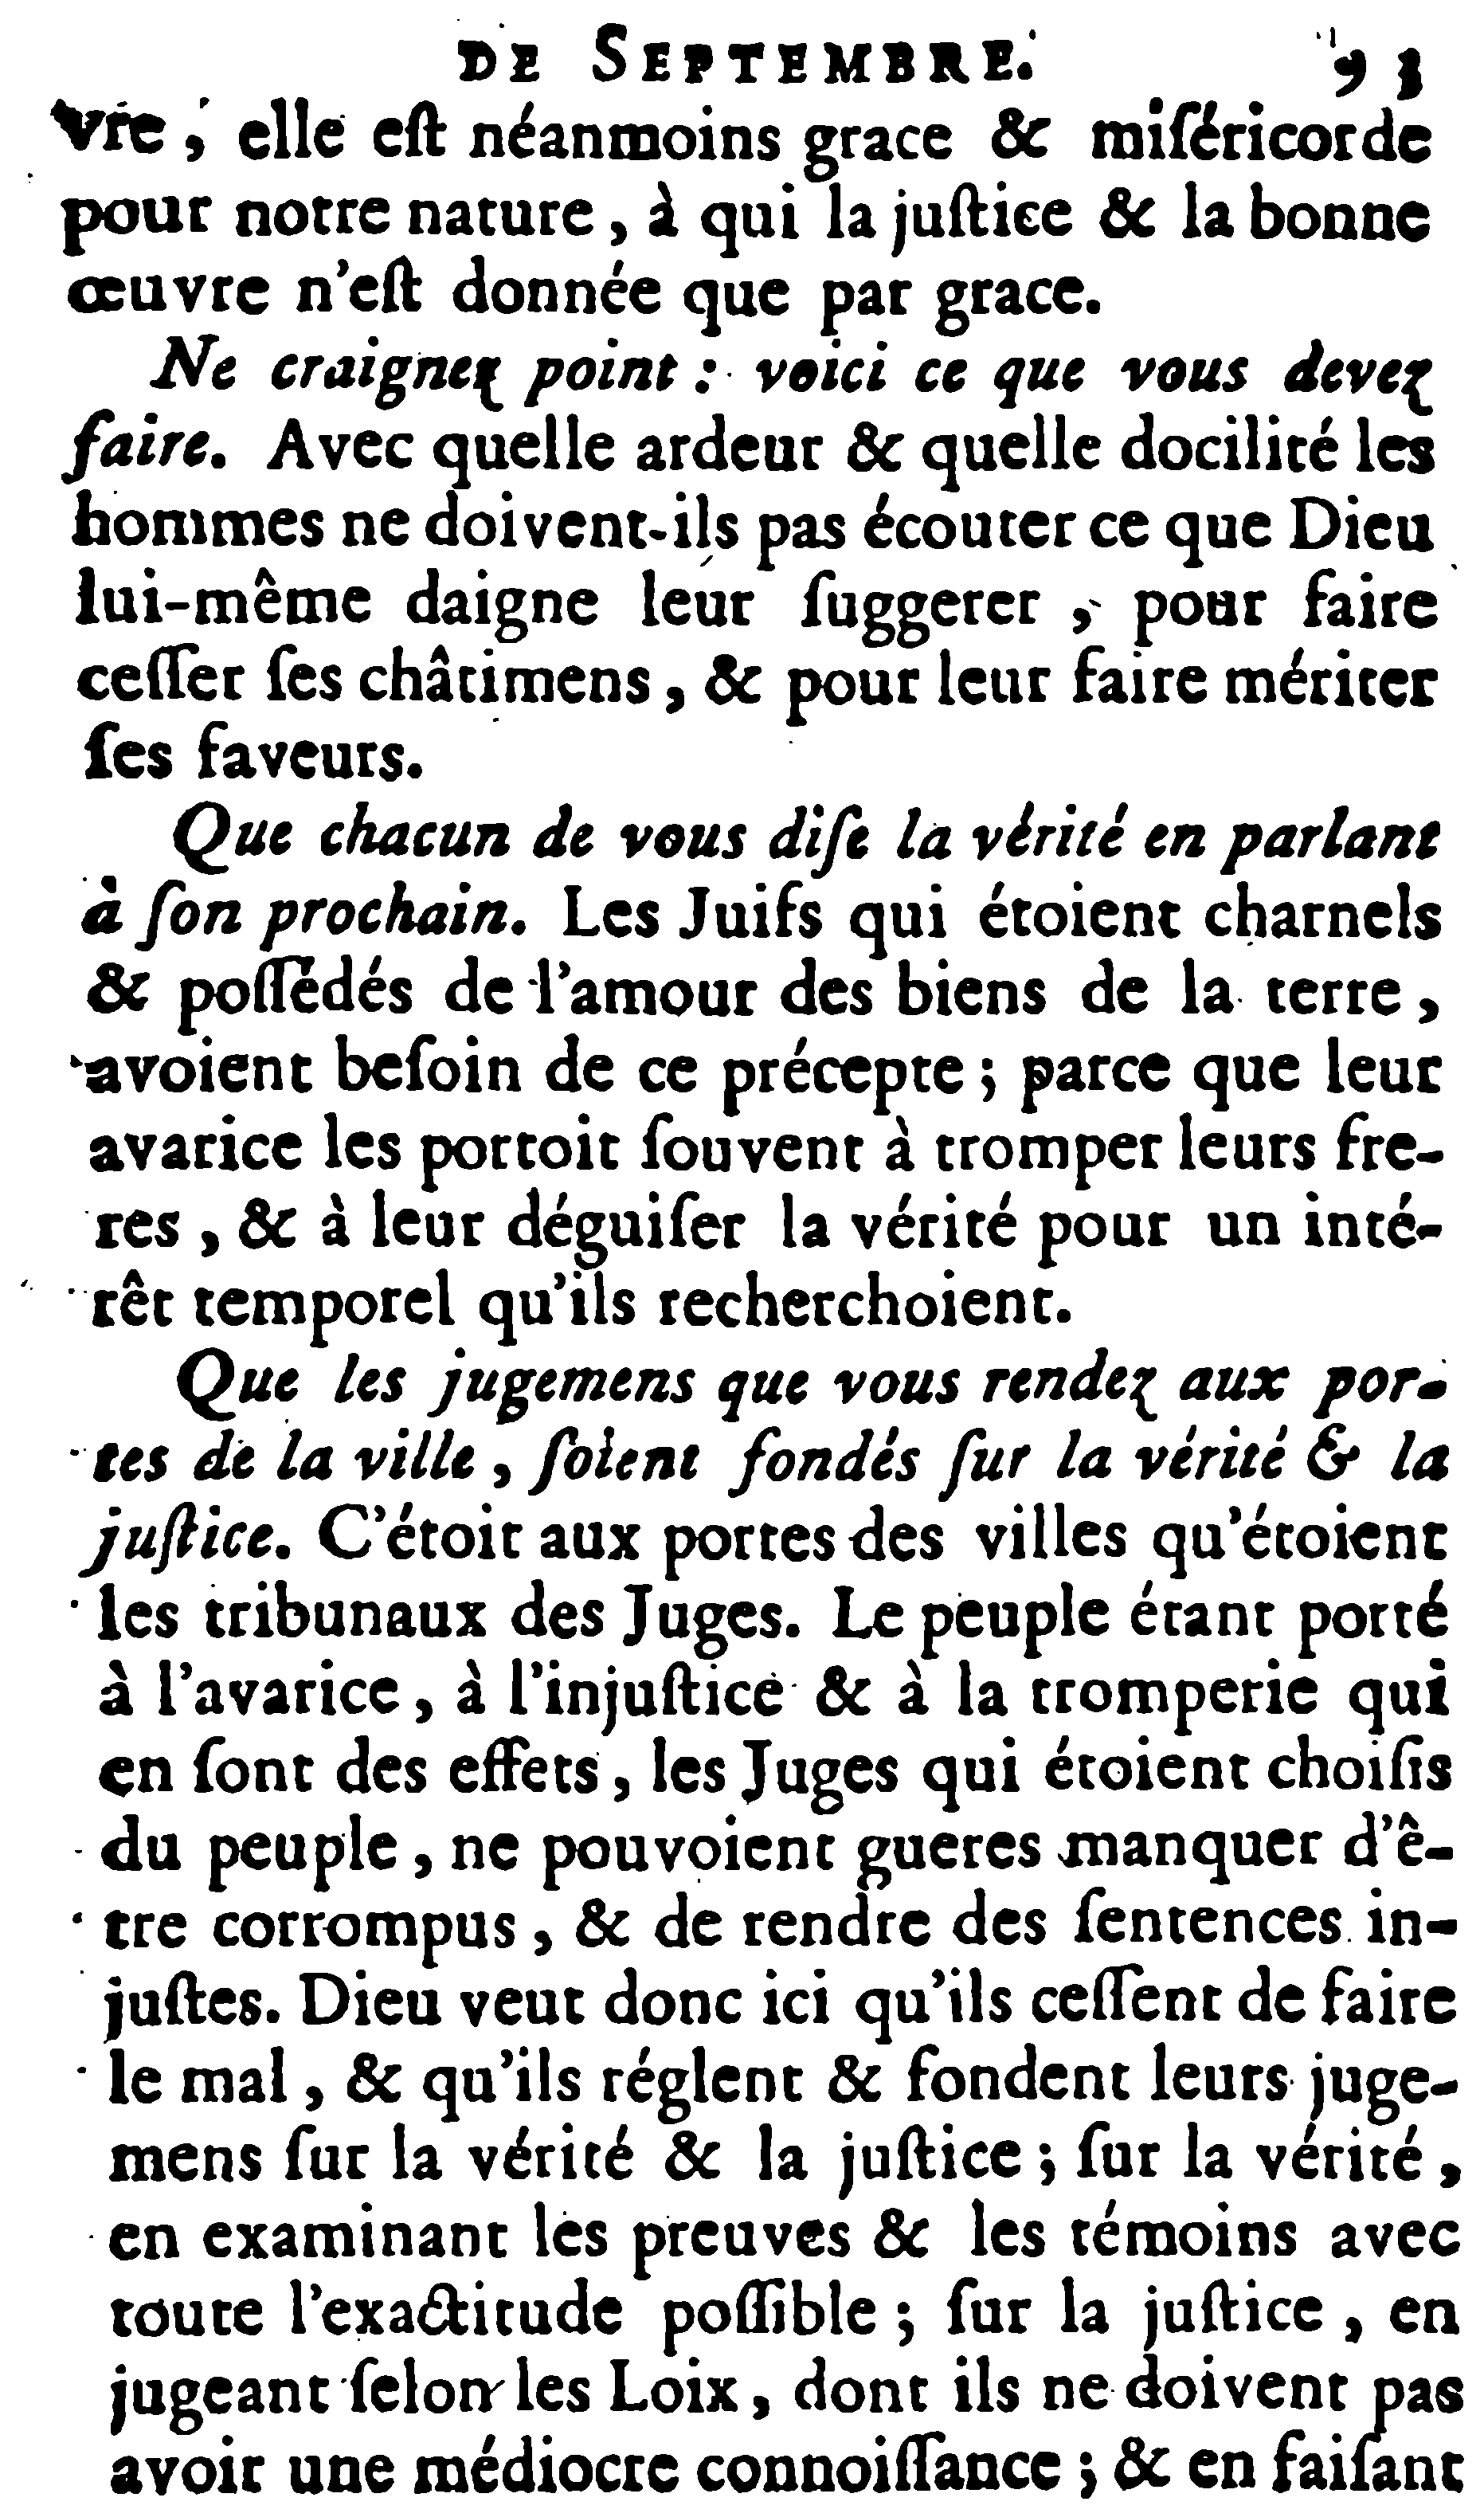 DE SEPTEMBRE. 93
vre, elle eſt néanmoins grace & miſéricorde
pour notre nature, à qui la juſtice & la bonne
œuvre n'eſt donnée que par grace.
Ne craignez point : voici ce que vous devez
faire. Avec quelle ardeur & quelle docilité les
hommes ne doivent-ils pas écouter ce que Dieu
lui-même daigne leur ſuggerer, pour faire
ceſſer ſes châtimens, & pour leur faire mériter
ſes faveurs.
Que chacun de vous diſe la vérité en parlant
à ſon prochain. Les Juifs qui étoient charnels
& poſſédés de l'amour des biens de la terre,
avoient beſoin de ce précepte ; parce que leur
avarice les portoit ſouvent à tromper leurs fre-
res, & à leur déguiſer la vérité pour un inté-
rêt temporel qu'ils recherchoient.
Que les jugemens que vous rendez aux por-
tes de la ville, ſoient fondés ſur la vérité & la
juſtice. C'étoit aux portes des villes qu'étoient
les tribunaux des Juges. Le peuple étant porté
à l'avarice, à l'injuſtice & à la tromperie qui
en ſont des effets, les Juges qui étoient choiſis
du peuple, ne pouvoient gueres manquer d'ê-
tre corrompus, & de rendre des ſentences in-
juſtes. Dieu veut donc ici qu'ils ceſſent de faire
le mal, & qu'ils réglent & fondent leurs juge-
mens ſur la vérité & la juſtice ; ſur la vérité,
en examinant les preuves & les témoins avec
toute l'exactitude poſſible ; ſur la juſtice, en
jugeant ſelon les Loix, dont ils ne doivent pas
avoir une médiocre connoiſſance ; & en faiſant